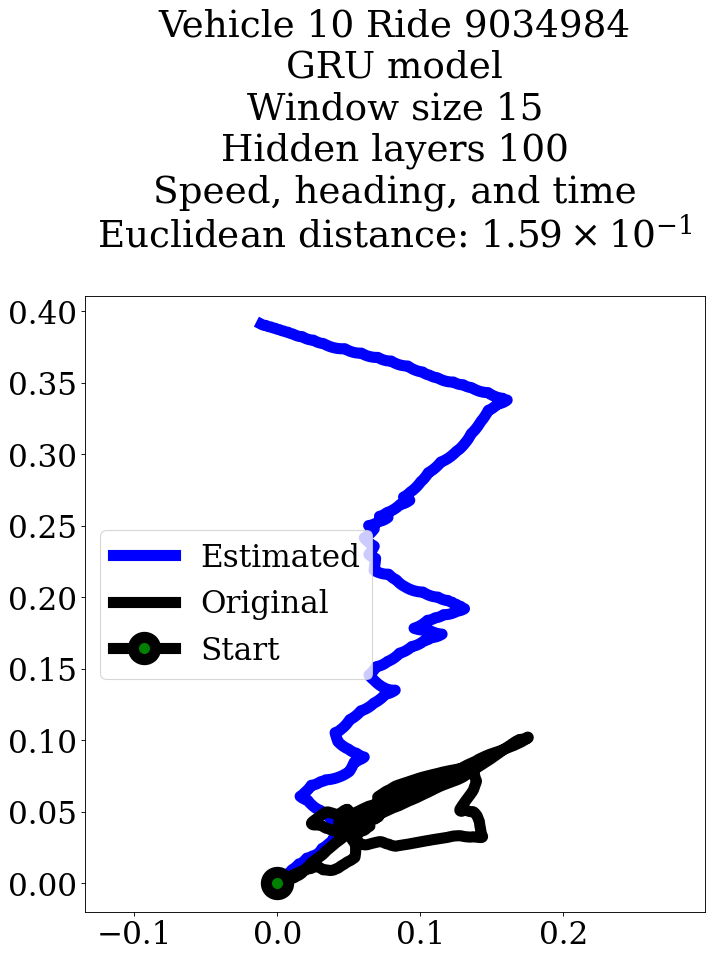 Vehicle 10 Ride 9034984
GRU model
Window size 15
Hidden layers 100
Speed, heading, and time
Euclidean distance: 1.59 × 10⁻¹
0.40
0.35
0.30
0.25
0.20
0.15
0.10
0.05
0.00
Estimated
Original
Start
−0.1 0.0 0.1 0.2